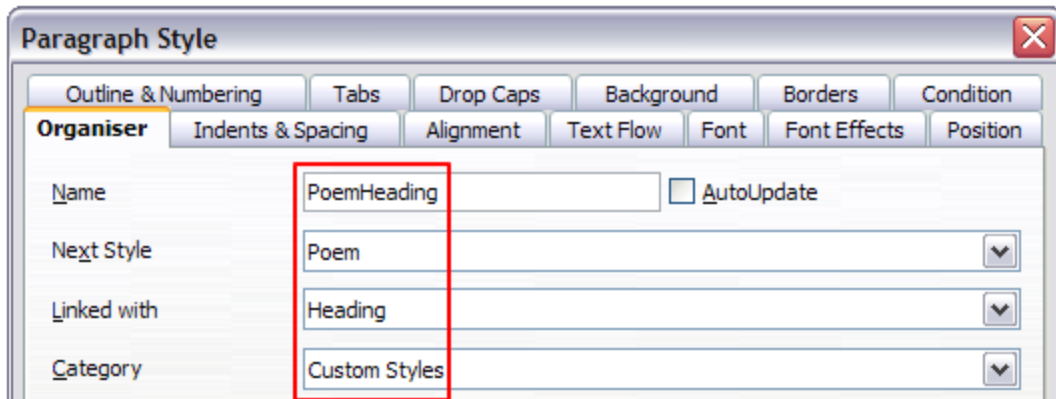 Paragraph Style
Outline & Numbering Tabs Drop Caps Background Borders Condition
Organiser Indents & Spacing Alignment Text Flow Font Font Effects Position
Name PoemHeading AutoUpdate
Next Style Poem
Linked with Heading
Category Custom Styles